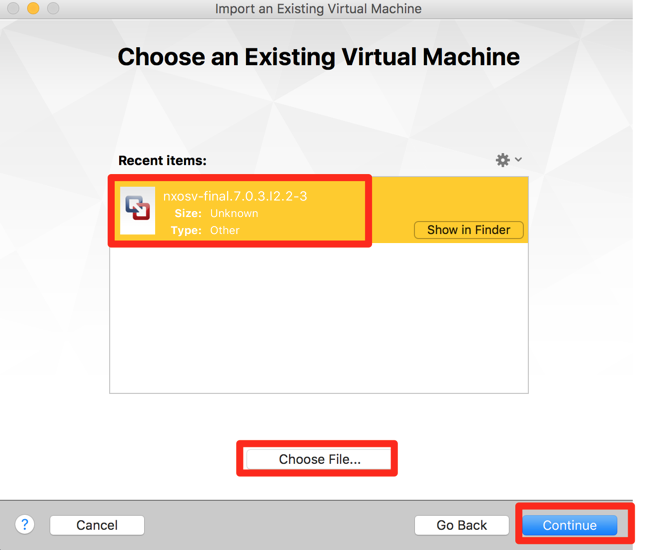 Import an Existing Virtual Machine
Choose an Existing Virtual Machine
Recent items:
nxosv-final.7.0.3.I2.2-3
Size: Unknown
Type: Other
Show in Finder
Choose File...
? Cancel Go Back Continue